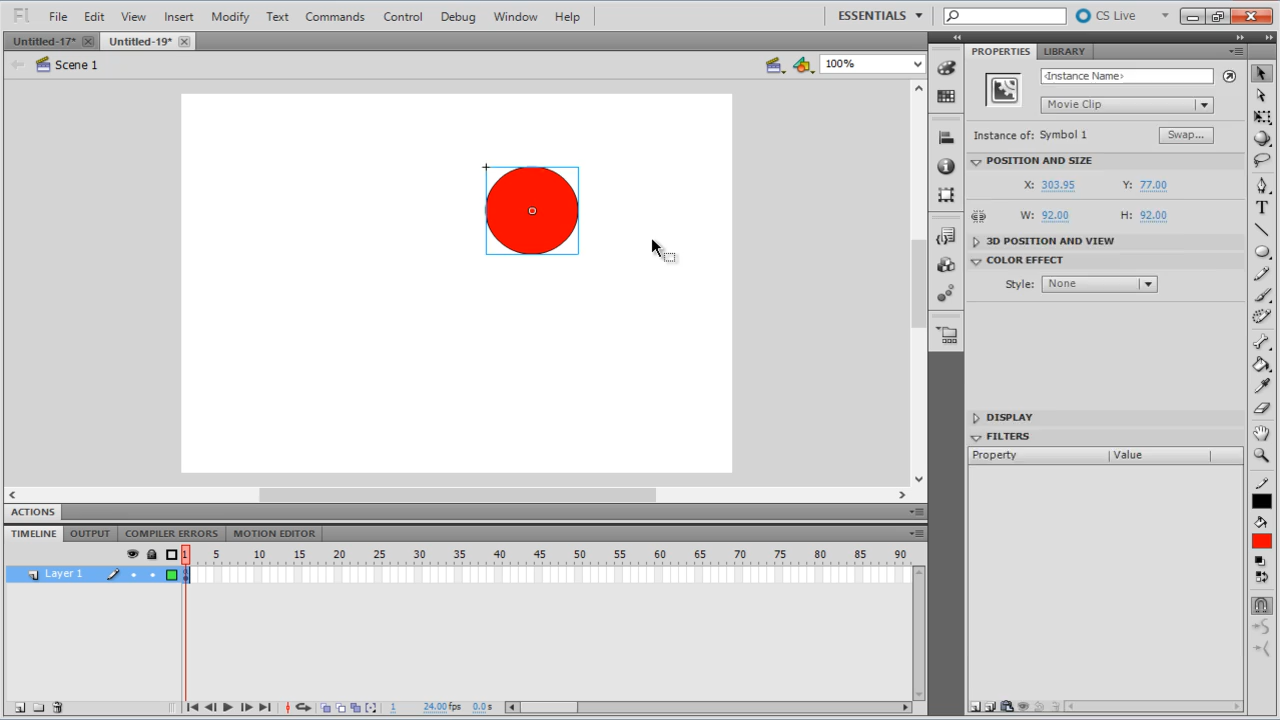 Fl File Edit View Insert Modify Text Commands Control Debug Window Help ESSENTIALS CS Live
Untitled-17* Untitled-19*
Scene 1 100%
PROPERTIES LIBRARY
<Instance Name>
Movie Clip
Instance of: Symbol 1 Swap...
POSITION AND SIZE
X: 303.95 Y: 77.00
W: 92.00 H: 92.00
3D POSITION AND VIEW
COLOR EFFECT
Style: None
DISPLAY
FILTERS
Property Value
ACTIONS
TIMELINE OUTPUT COMPILER ERRORS MOTION EDITOR
1 5 10 15 20 25 30 35 40 45 50 55 60 65 70 75 80 85 90
Layer 1
1 24.00 fps 0.0 s